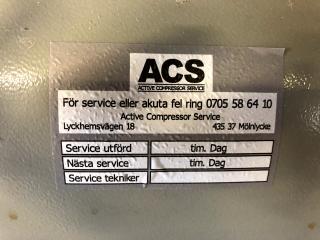 ACS
ACTIVE COMPRESSOR SERVICE
För service eller akuta fel ring 0705 58 64 10
Active Compressor Service
Lyckhemsvägen 18 435 37 Mölnlycke
Service utförd tim. Dag
Nästa service tim. Dag
Service tekniker